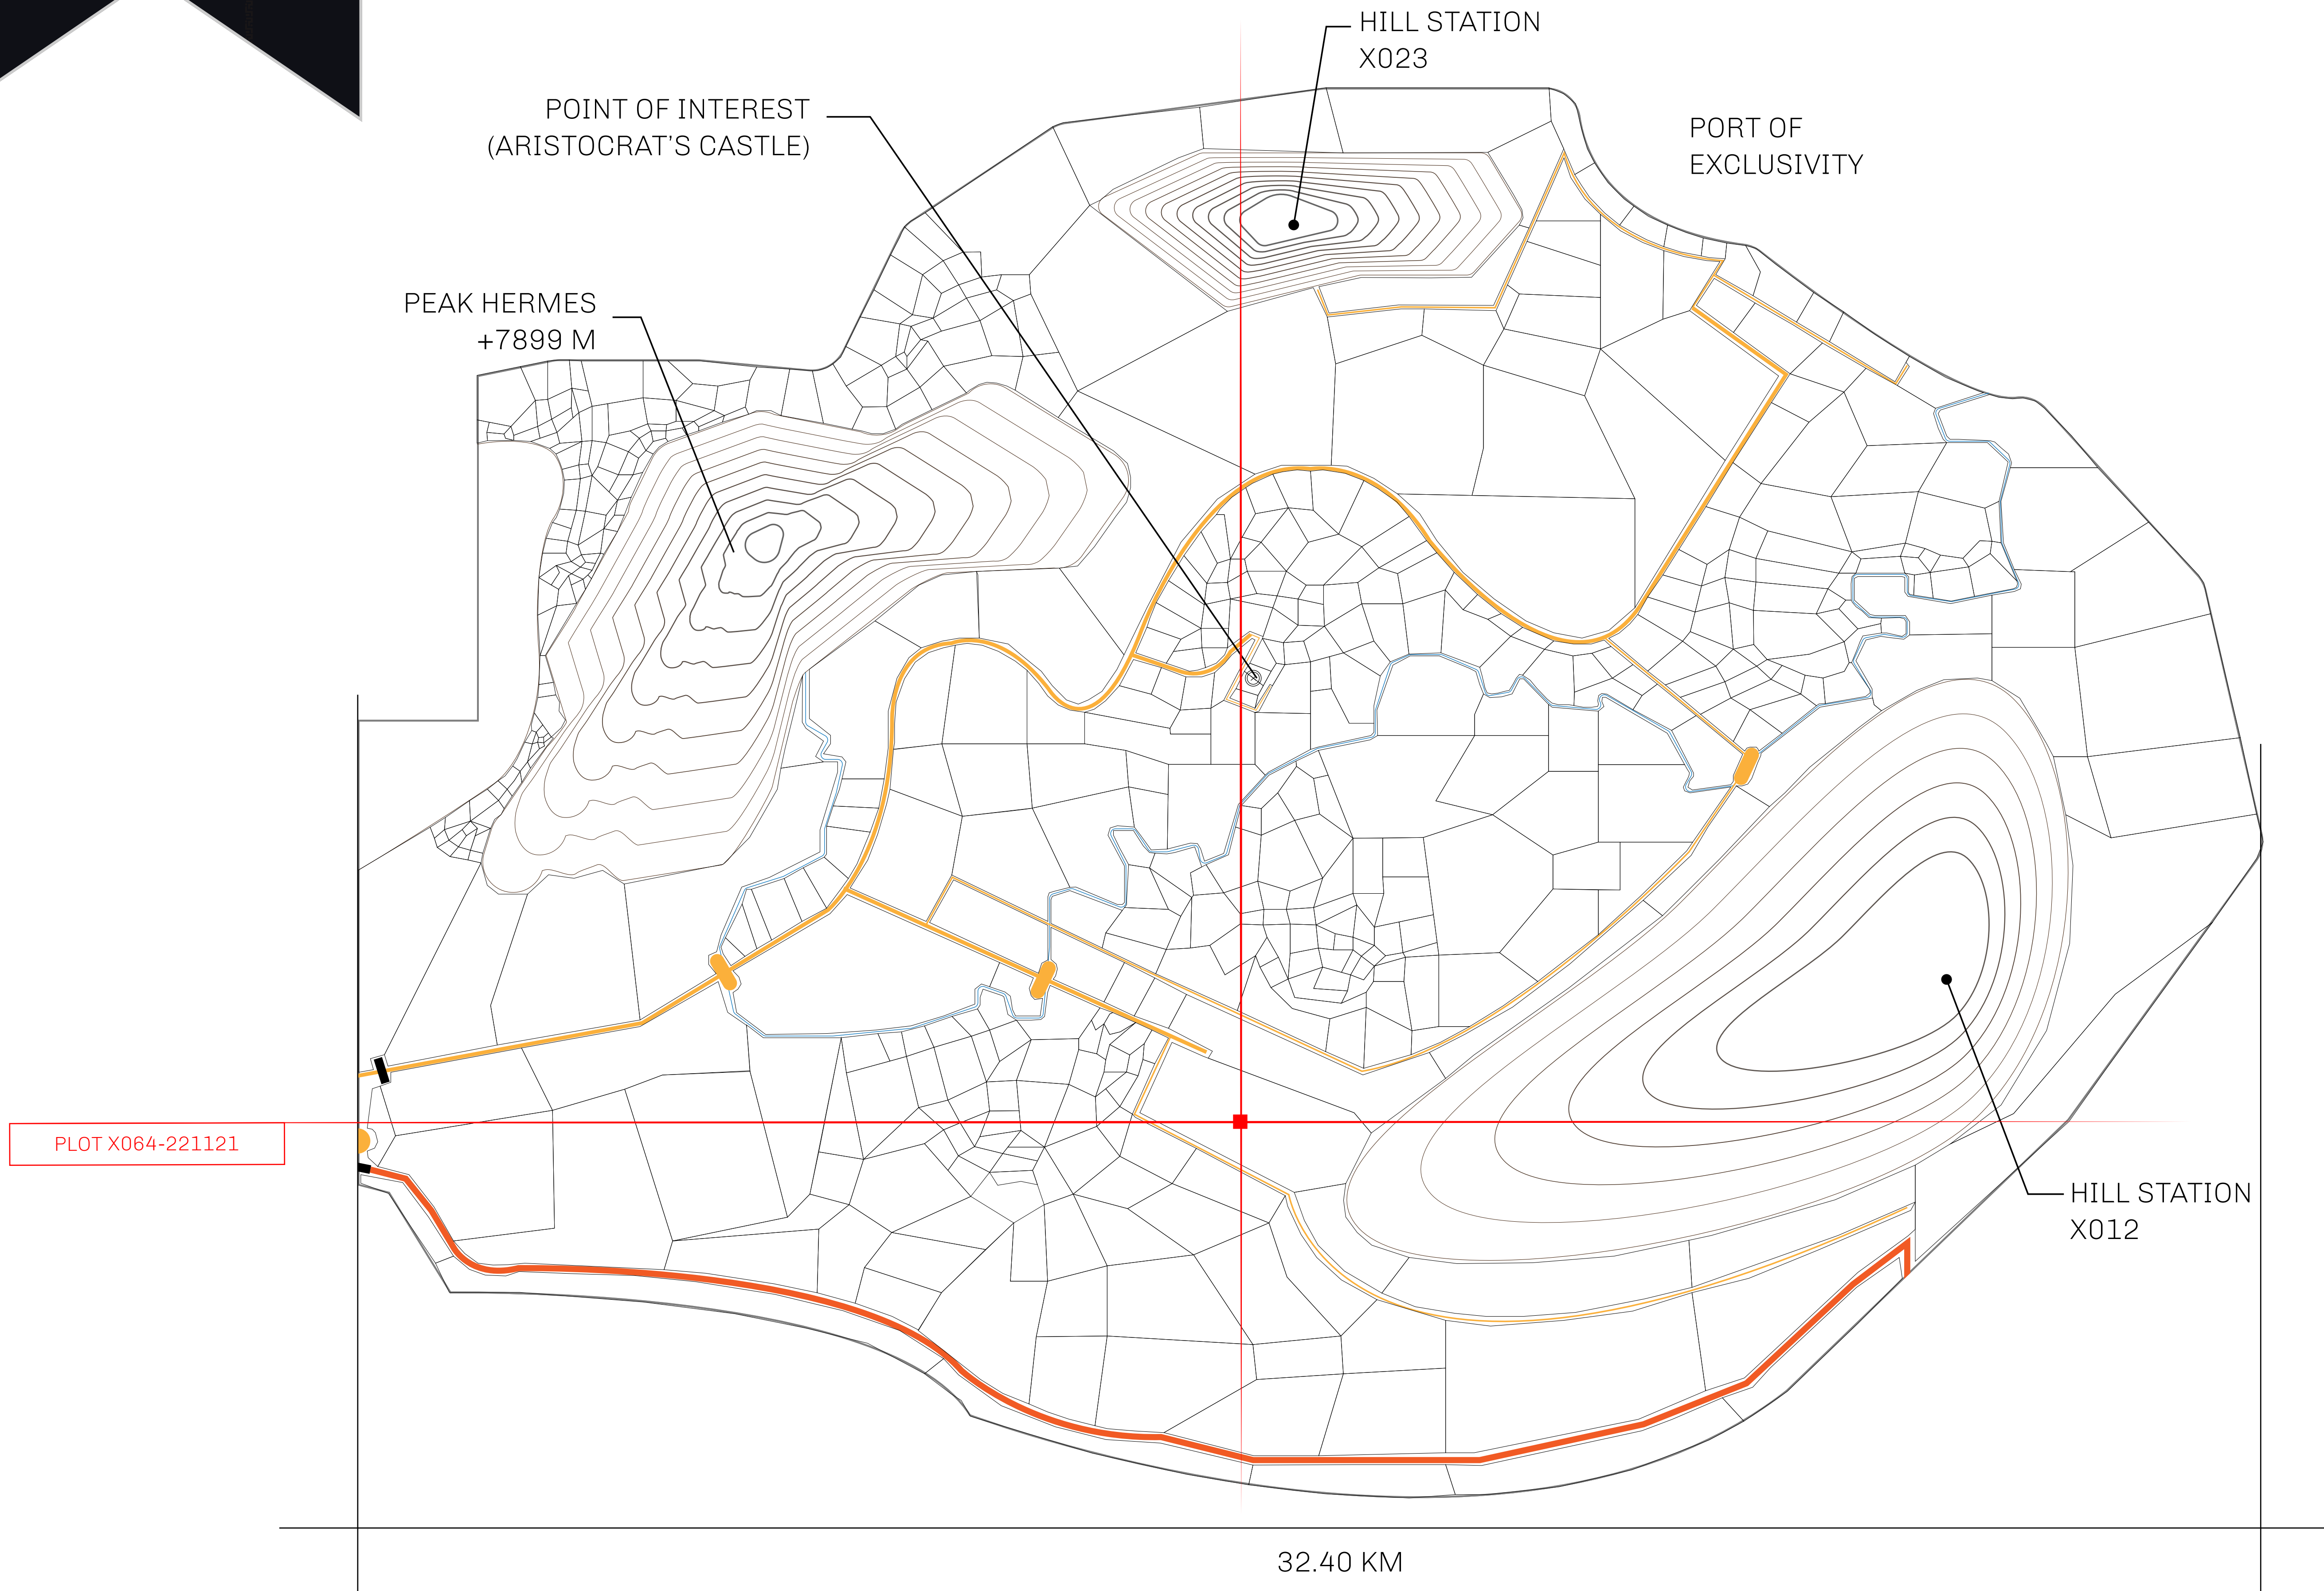 HILL STATION
X023
POINT OF INTEREST
(ARISTOCRAT'S CASTLE)
PORT OF
EXCLUSIVITY
PEAK HERMES
+7899 M
PLOT X064-221121
HILL STATION
X012
32.40 KM